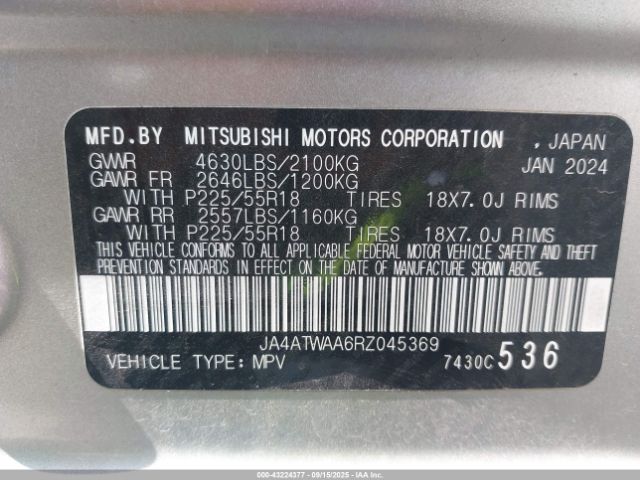 MFD.BY MITSUBISHI MOTORS CORPORATION , JAPAN
GWWR 4630LBS/2100KG JAN 2024
GAWR FR 2646LBS/1200KG
WITH P225/55R18 TIRES 18X7.0J RIMS
GAWR RR 2557LBS/1160KG
WITH P225/55R18 TIRES 18X7.0J RIMS
THIS VEHICLE CONFORMS TO ALL APPLICABLE FEDERAL MOTOR VEHICLE SAFETY AND THEFT
PREVENTION STANDARDS IN EFFECT ON THE DATE OF MANUFACTURE SHOWN ABOVE.
JA4ATWAA6RZ045369
VEHICLE TYPE: MPV 7430C 536
000-43224377 - 09/15/2025 - IAA Inc.